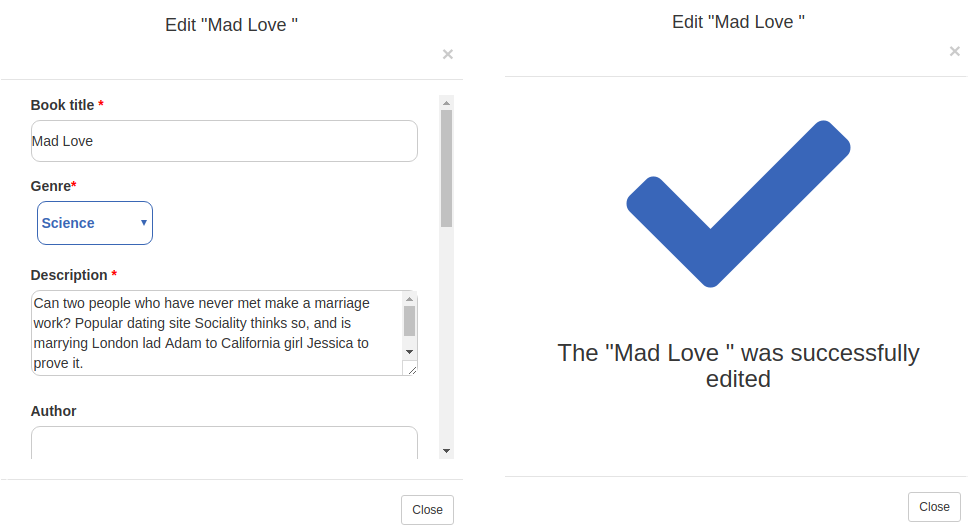 Edit "Mad Love "
×
Book title *
Mad Love
Genre*
Science
Description *
Can two people who have never met make a marriage
work? Popular dating site Sociality thinks so, and is
marrying London lad Adam to California girl Jessica to
prove it.
Author
Close
Edit "Mad Love "
×
The "Mad Love " was successfully
edited
Close